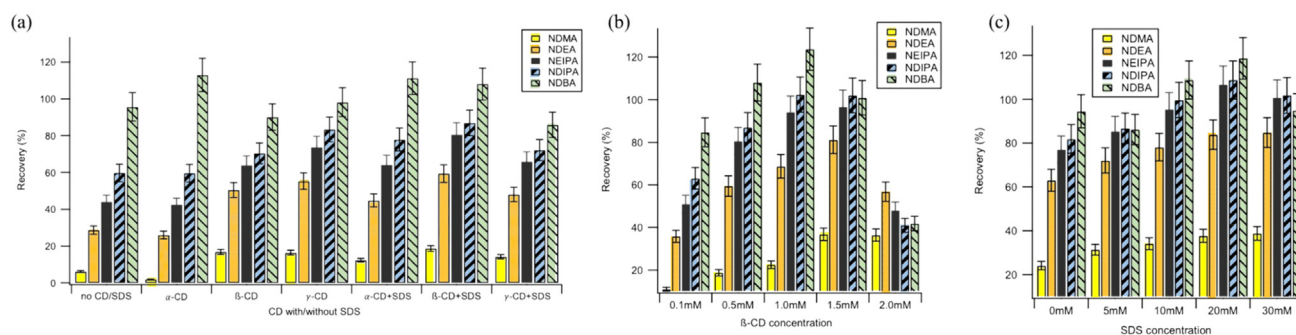 (a)
NDMA
NDEA
NEIPA
NDIPA
NDBA
Recovery (%)
120
100
80
60
40
20
0
no CD/SDS
α-CD
ß-CD
γ-CD
α-CD+SDS
ß-CD+SDS
γ-CD+SDS
CD with/without SDS
(b)
NDMA
NDEA
NEIPA
NDIPA
NDBA
Recovery (%)
120
100
80
60
40
20
0.1mM
0.5mM
1.0mM
1.5mM
2.0mM
ß-CD concentration
(c)
NDMA
NDEA
NEIPA
NDIPA
NDBA
Recovery (%)
120
100
80
60
40
20
0mM
5mM
10mM
20mM
30mM
SDS concentration